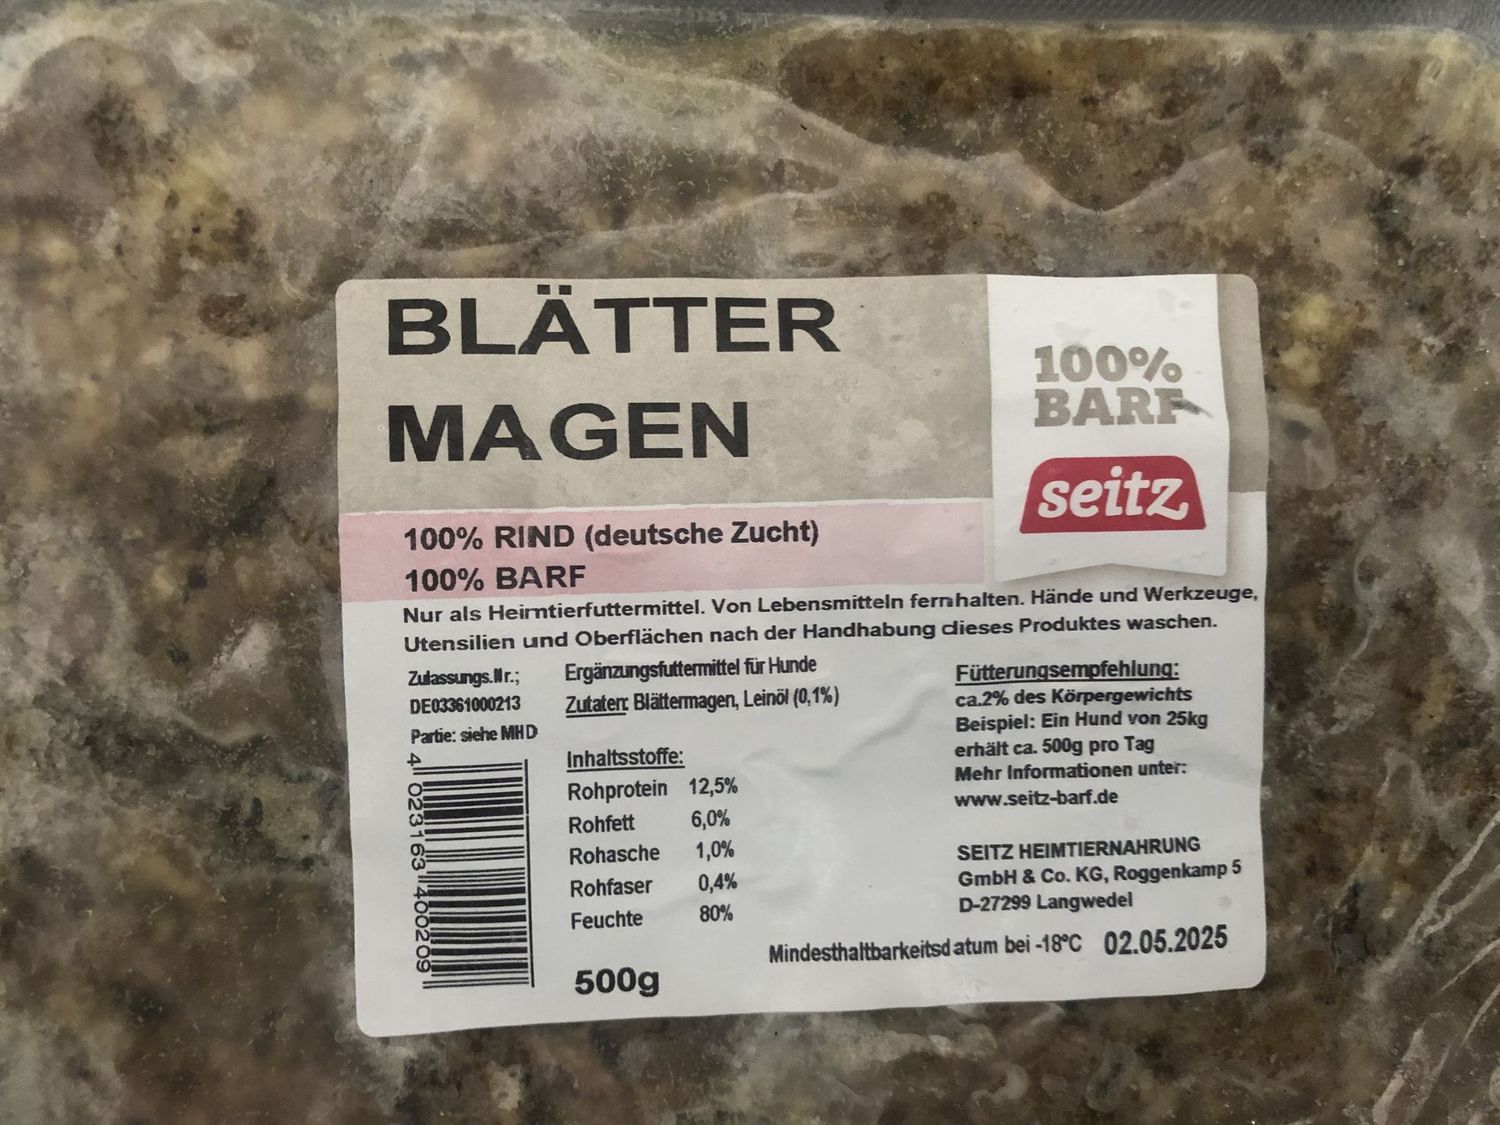 BLÄTTER
MAGEN
100%
BARF
seitz
100% RIND (deutsche Zucht)
100% BARF
Nur als Heimtierfuttermittel. Von Lebensmitteln fernhalten. Hände und Werkzeuge,
Utensilien und Oberflächen nach der Handhabung dieses Produktes waschen.
Zulassungs.Nr.;
DE03361000213
Partie: siehe MHD
4 023163 400209
Ergänzungsfuttermittel für Hunde
Zutaten: Blättermagen, Leinöl (0,1%)
Inhaltsstoffe:
Rohprotein 12,5%
Rohfett 6,0%
Rohasche 1,0%
Rohfaser 0,4%
Feuchte 80%
500g
Fütterungsempfehlung:
ca.2% des Körpergewichts
Beispiel: Ein Hund von 25kg
erhält ca. 500g pro Tag
Mehr Informationen unter:
www.seitz-barf.de
SEITZ HEIMTIERNAHRUNG
GmbH & Co. KG, Roggenkamp 5
D-27299 Langwedel
Mindesthaltbarkeitsdatum bei -18°C 02.05.2025